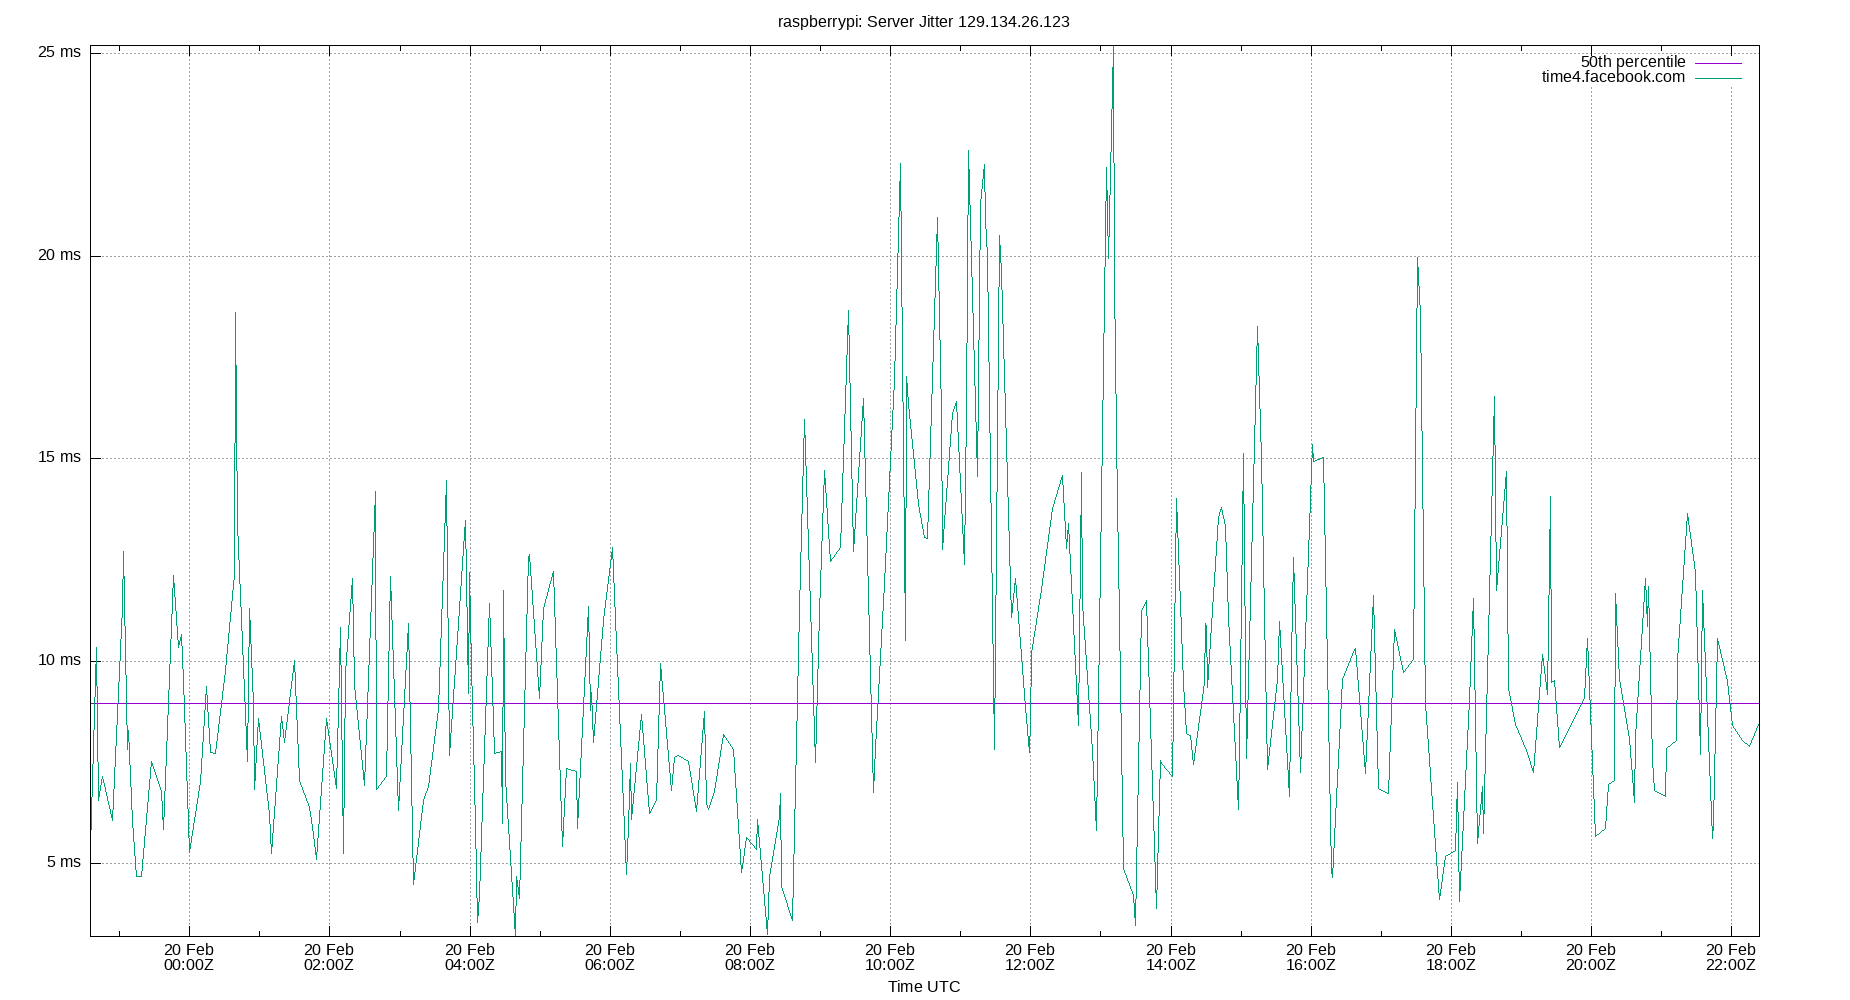 raspberrypi: Server Jitter 129.134.26.123
25 ms
50th percentile
time4.facebook.com
20 ms
15 ms
10 ms
5 ms
20 Feb 20 Feb 20 Feb 20 Feb 20 Feb 20 Feb 20 Feb 20 Feb 20 Feb 20 Feb 20 Feb 20 Feb
00:00Z 02:00Z 04:00Z 06:00Z 08:00Z 10:00Z 12:00Z 14:00Z 16:00Z 18:00Z 20:00Z 22:00Z
Time UTC